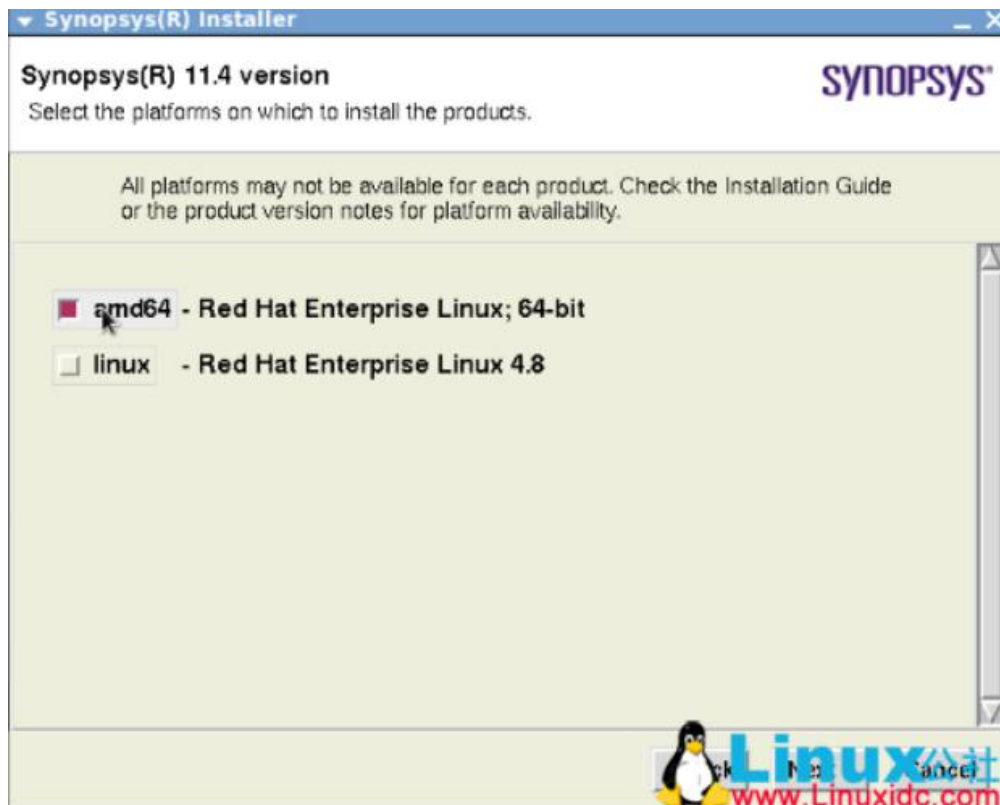 Synopsys(R) Installer
Synopsys(R) 11.4 version
SYNOPSYS®
Select the platforms on which to install the products.
All platforms may not be available for each product. Check the Installation Guide
or the product version notes for platform availability.
amd64 - Red Hat Enterprise Linux; 64-bit
linux - Red Hat Enterprise Linux 4.8
Linux公社
www.Linuxidc.com